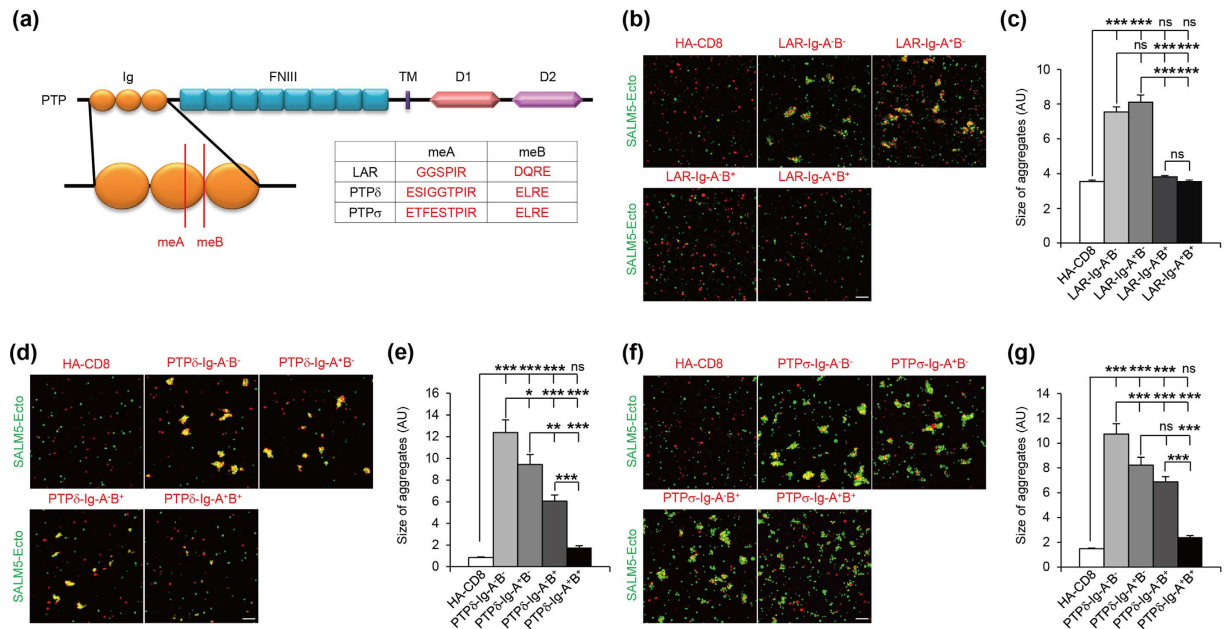 (a)
Ig
FNIII
TM
D1
D2
PTP
meA
meB
meA meB
LAR GGSPIR DQRE
PTPδ ESIGGTPIR ELRE
PTPσ ETFESTPIR ELRE
(b)
HA-CD8
LAR-Ig-A⁻B⁻
LAR-Ig-A⁺B⁻
SALM5-Ecto
LAR-Ig-A⁻B⁺
LAR-Ig-A⁺B⁺
SALM5-Ecto
(c)
*** *** ns ns
ns *** ***
*** ***
ns
Size of aggregates (AU)
10
8
6
4
2
0
HA-CD8
LAR-Ig-A⁻B⁻
LAR-Ig-A⁺B⁻
LAR-Ig-A⁻B⁺
LAR-Ig-A⁺B⁺
(d)
HA-CD8
PTPδ-Ig-A⁻B⁻
PTPδ-Ig-A⁺B⁻
SALM5-Ecto
PTPδ-Ig-A⁻B⁺
PTPδ-Ig-A⁺B⁺
SALM5-Ecto
(e)
*** *** *** ns
* *** ***
** ***
***
Size of aggregates (AU)
16
14
12
10
8
6
4
2
0
HA-CD8
PTPδ-Ig-A⁻B⁻
PTPδ-Ig-A⁺B⁻
PTPδ-Ig-A⁻B⁺
PTPδ-Ig-A⁺B⁺
(f)
HA-CD8
PTPσ-Ig-A⁻B⁻
PTPσ-Ig-A⁺B⁻
SALM5-Ecto
PTPσ-Ig-A⁻B⁺
PTPσ-Ig-A⁺B⁺
SALM5-Ecto
(g)
*** *** *** ns
*** *** ***
ns ***
***
Size of aggregates (AU)
14
12
10
8
6
4
2
0
HA-CD8
PTPδ-Ig-A⁻B⁻
PTPδ-Ig-A⁺B⁻
PTPδ-Ig-A⁻B⁺
PTPδ-Ig-A⁺B⁺